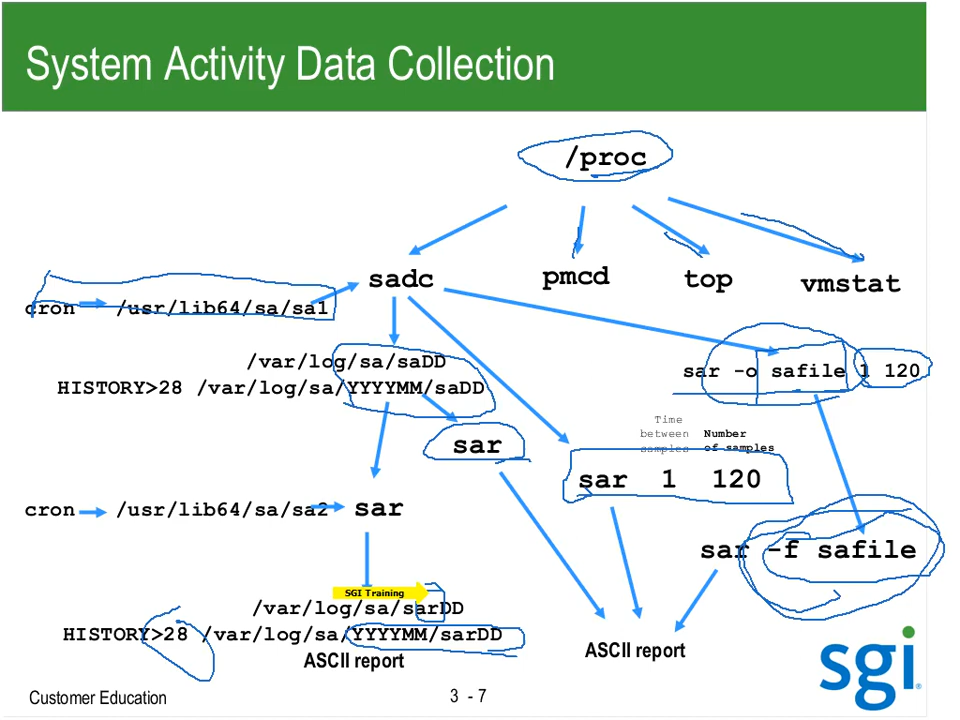 System Activity Data Collection
/proc
sadc pmcd top vmstat
cron /usr/lib64/sa/sa1
/var/log/sa/saDD
HISTORY>28 /var/log/sa/YYYYMM/saDD
sar -o safile 1 120
Time
between
samples
Number
of samples
sar
sar 1 120
cron /usr/lib64/sa/sa2 sar
sar -f safile
SGI Training
/var/log/sa/sarDD
HISTORY>28 /var/log/sa/YYYYMM/sarDD
ASCII report
ASCII report
sgi
Customer Education
3 - 7